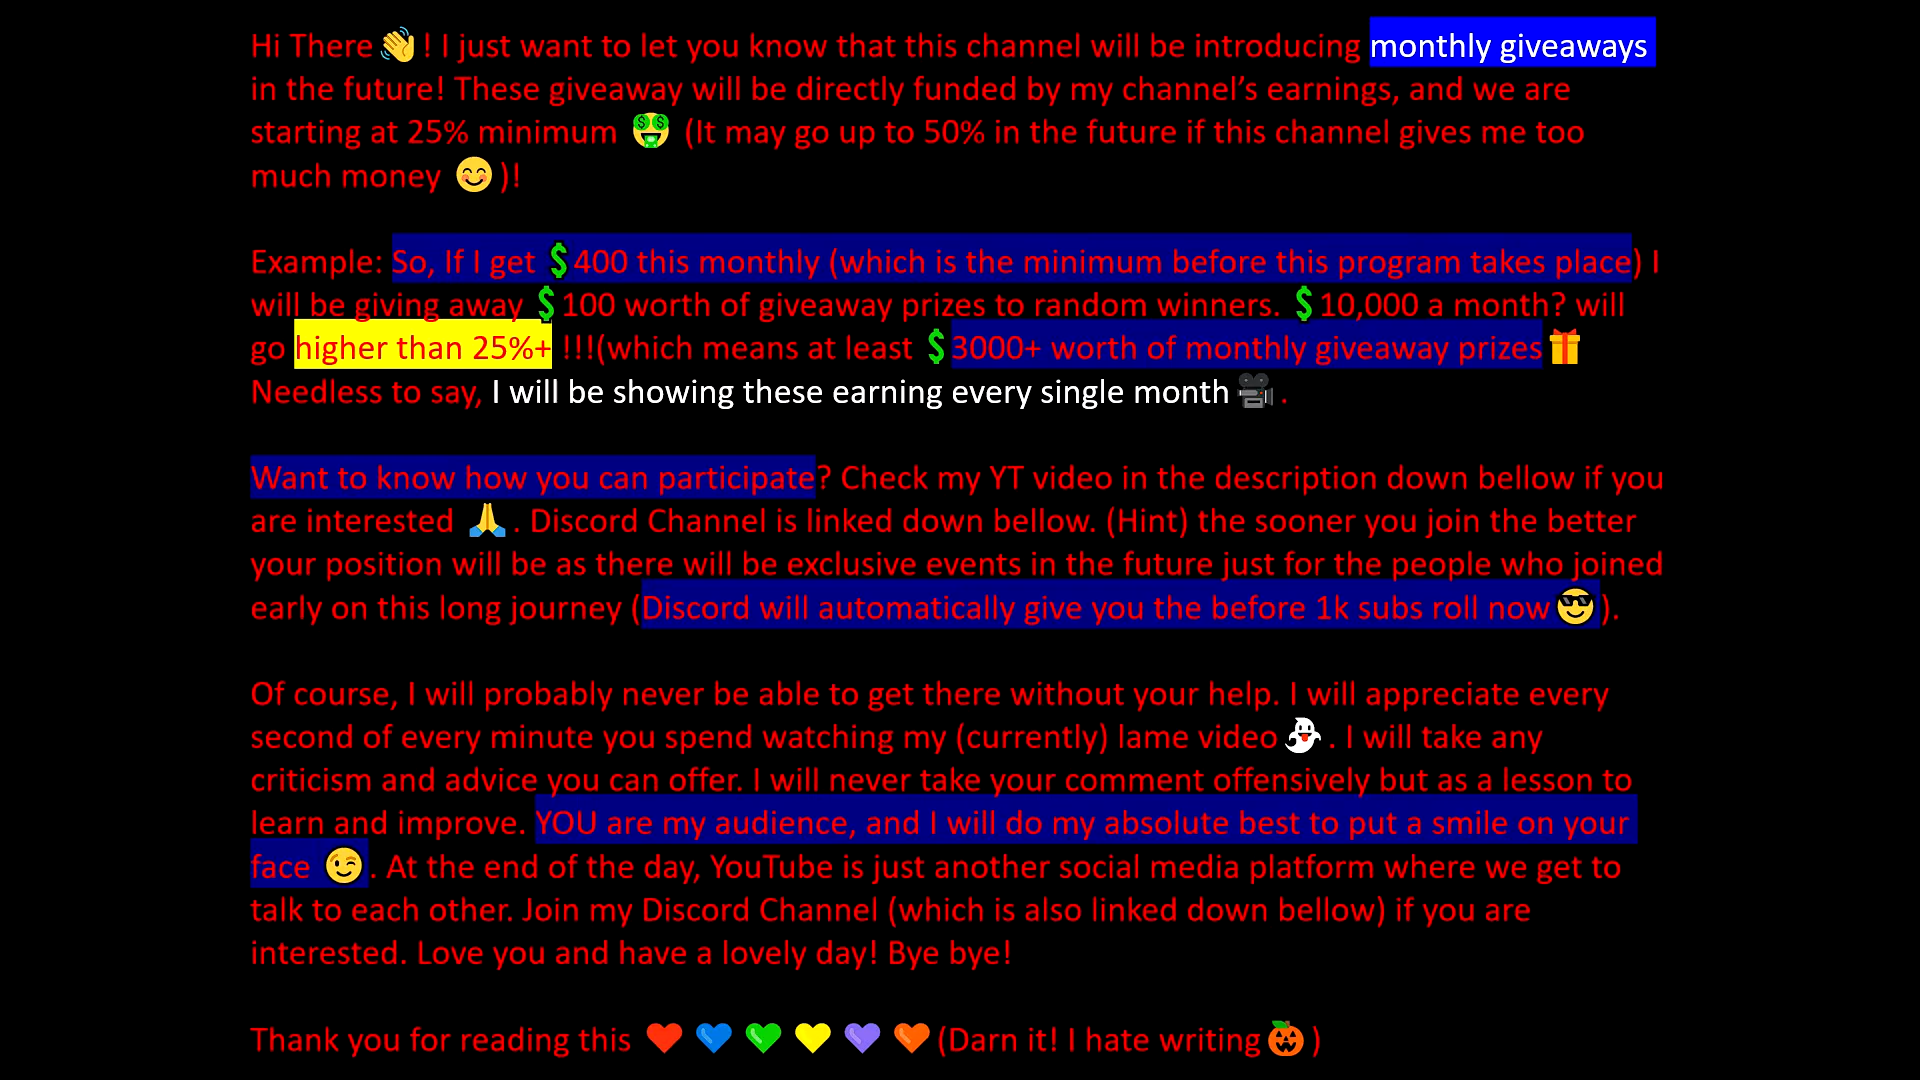 Hi There 👋! I just want to let you know that this channel will be introducing monthly giveaways
in the future! These giveaway will be directly funded by my channel’s earnings, and we are
starting at 25% minimum 🤑 (It may go up to 50% in the future if this channel gives me too
much money 😊)!
Example: So, If I get 💲400 this monthly (which is the minimum before this program takes place) I
will be giving away 💲100 worth of giveaway prizes to random winners. 💲10,000 a month? will
go higher than 25%+ !!!(which means at least 💲3000+ worth of monthly giveaway prizes🎁
Needless to say, I will be showing these earning every single month🎥.
Want to know how you can participate? Check my YT video in the description down bellow if you
are interested 🙏. Discord Channel is linked down bellow. (Hint) the sooner you join the better
your position will be as there will be exclusive events in the future just for the people who joined
early on this long journey (Discord will automatically give you the before 1k subs roll now😎).
Of course, I will probably never be able to get there without your help. I will appreciate every
second of every minute you spend watching my (currently) lame video👻. I will take any
criticism and advice you can offer. I will never take your comment offensively but as a lesson to
learn and improve. YOU are my audience, and I will do my absolute best to put a smile on your
face 😉. At the end of the day, YouTube is just another social media platform where we get to
talk to each other. Join my Discord Channel (which is also linked down bellow) if you are
interested. Love you and have a lovely day! Bye bye!
Thank you for reading this ❤️ 💙 💚 💛 💜 🧡(Darn it! I hate writing🎃)